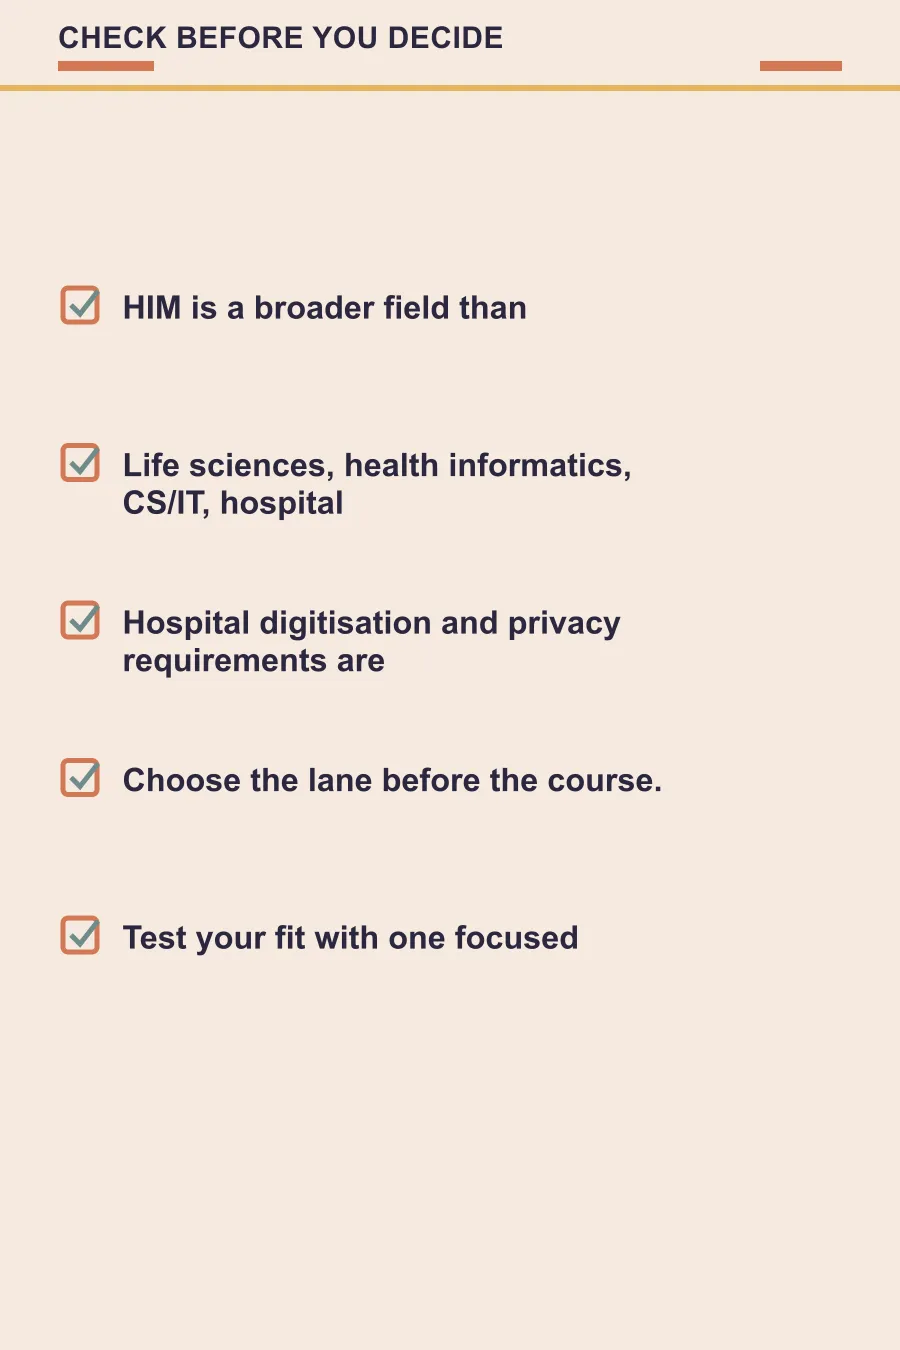 CHECK BEFORE YOU DECIDE
HIM is a broader field than
Life sciences, health informatics,
CS/IT, hospital
Hospital digitisation and privacy
requirements are
Choose the lane before the course.
Test your fit with one focused